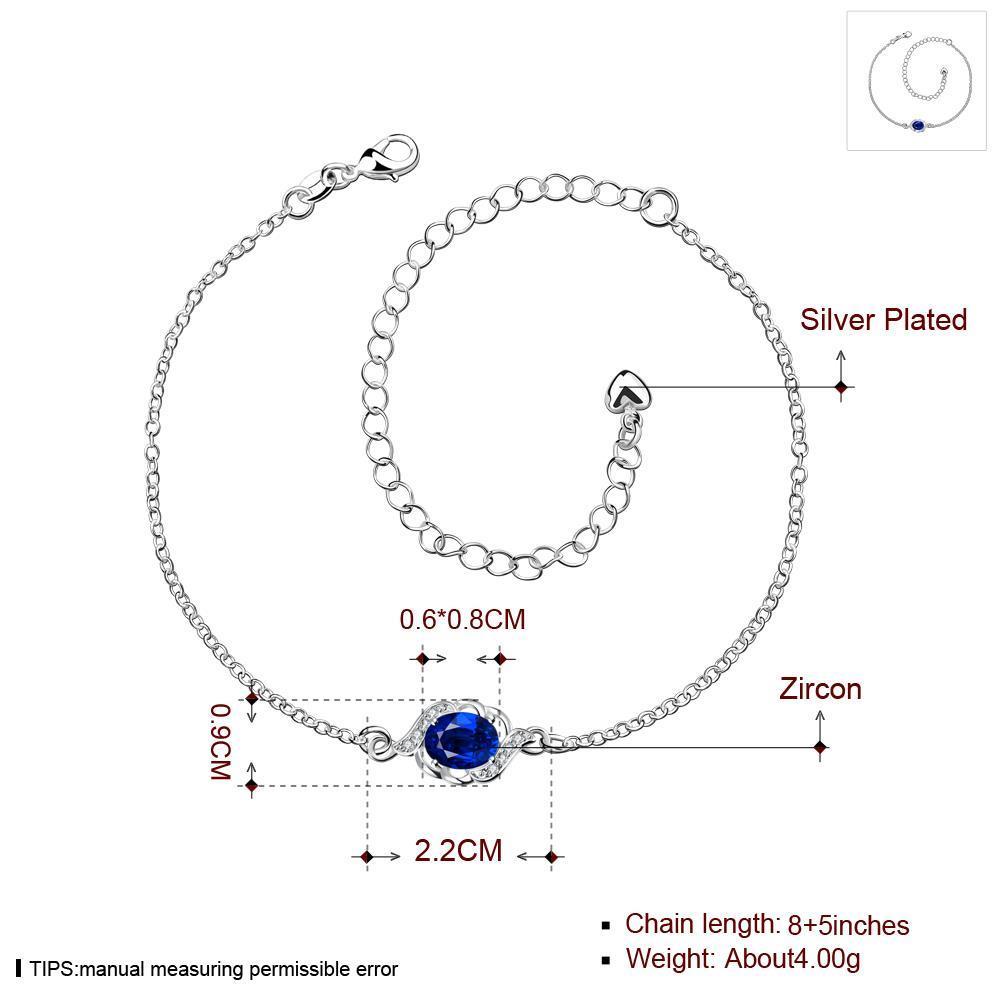 Silver Plated
0.6*0.8CM
Zircon
0.9CM
2.2CM
▪ Chain length: 8+5inches
▪ Weight: About4.00g
TIPS:manual measuring permissible error